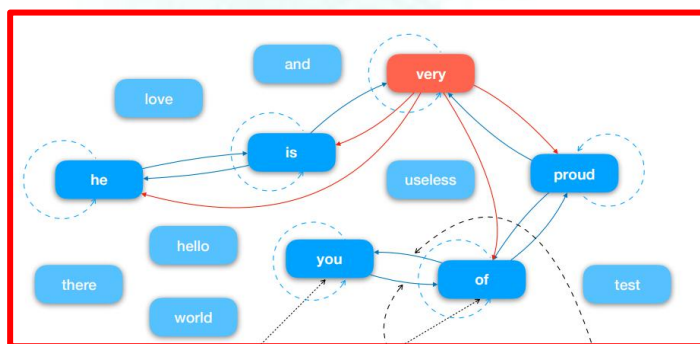 and
very
love
is
he
useless
proud
hello
you
there
of
test
world